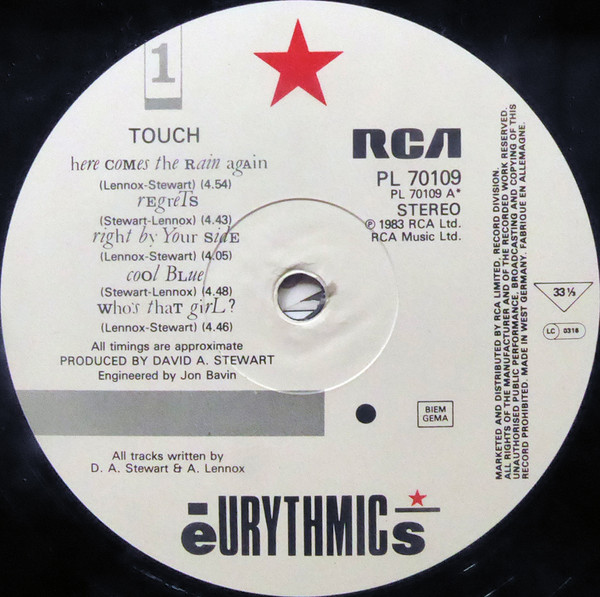 1
TOUCH
here COMes the Rain agAin
(Lennox-Stewart) (4.54)
rEgreTs
(Stewart-Lennox) (4.43)
right by Your SidE
(Lennox-Stewart) (4.05)
cOOl BLuE
(Stewart-Lennox) (4.48)
wHo's thaT girL?
(Lennox-Stewart) (4.46)
All timings are approximate
PRODUCED BY DAVID A. STEWART
Engineered by Jon Bavin
All tracks written by
D. A. Stewart & A. Lennox
RCA
PL 70109
PL 70109 A*
STEREO
℗ 1983 RCA Ltd.
RCA Music Ltd.
BIEM
GEMA
MARKETED AND DISTRIBUTED BY RCA LIMITED, RECORD DIVISION.
ALL RIGHTS OF THE MANUFACTURER AND OF THE RECORDED WORK RESERVED.
UNAUTHORISED PUBLIC PERFORMANCE, BROADCASTING AND COPYING OF THIS
RECORD PROHIBITED. MADE IN WEST GERMANY. FABRIQUE EN ALLEMAGNE.
33⅓
LC 0316
eURYTHMICs